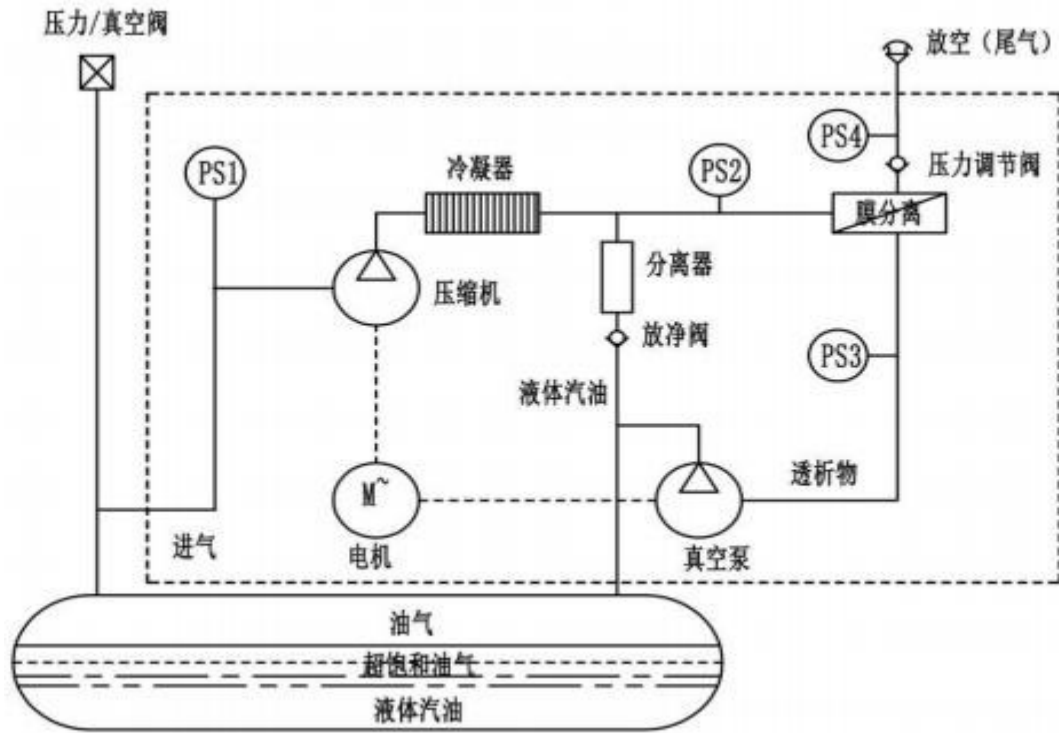 压力/真空阀
放空（尾气）
PS4
PS1
冷凝器
PS2
压力调节阀
膜分离
分离器
压缩机
放净阀
PS3
液体汽油
M~
透析物
进气
电机
真空泵
油气
超饱和油气
液体汽油